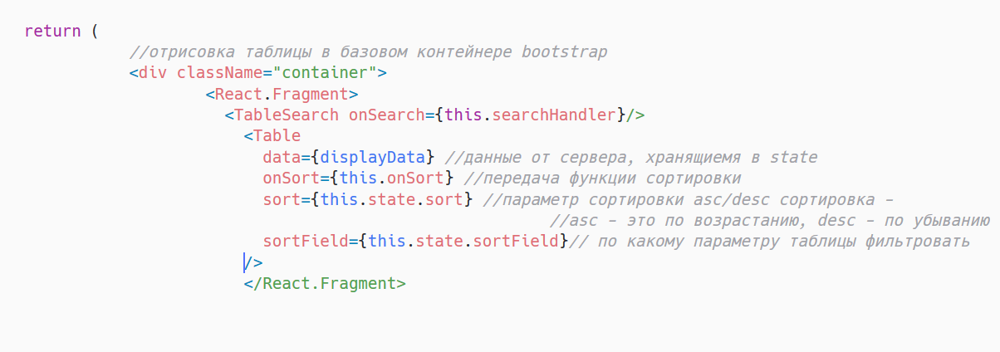 return (
//отрисовка таблицы в базовом контейнере bootstrap
<div className="container">
<React.Fragment>
<TableSearch onSearch={this.searchHandler}/>
<Table
data={displayData} //данные от сервера, хранящиемя в state
onSort={this.onSort} //передача функции сортировки
sort={this.state.sort} //параметр сортировки asc/desc сортировка –
//asc – это по возрастанию, desc – по убыванию
sortField={this.state.sortField}// по какому параметру таблицы фильтровать
/>
</React.Fragment>